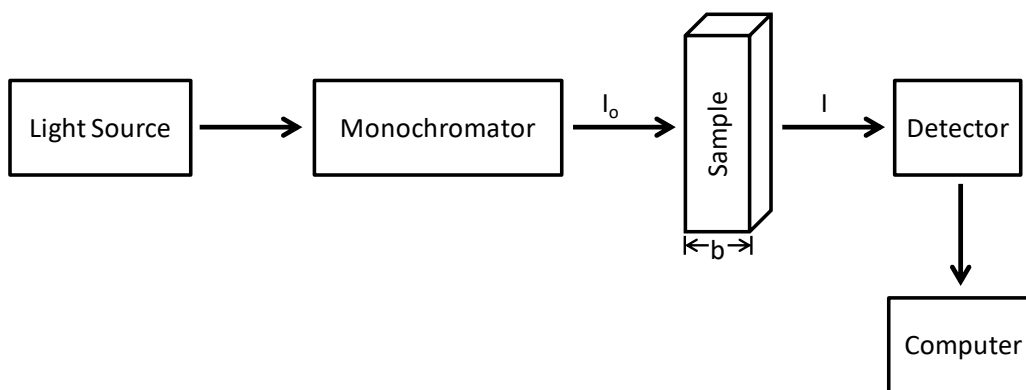 Light Source
Monochromator
Iₒ
Sample
b
I
Detector
Computer